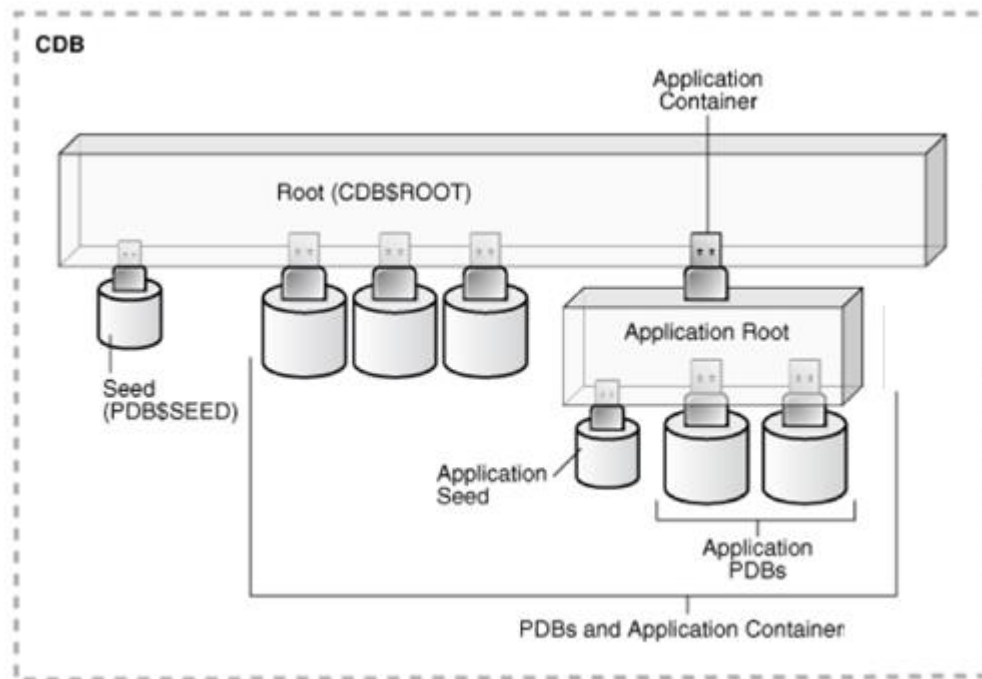 CDB
Application
Container
Root (CDB$ROOT)
Application Root
Seed
(PDB$SEED)
Application
Seed
Application
PDBs
PDBs and Application Container